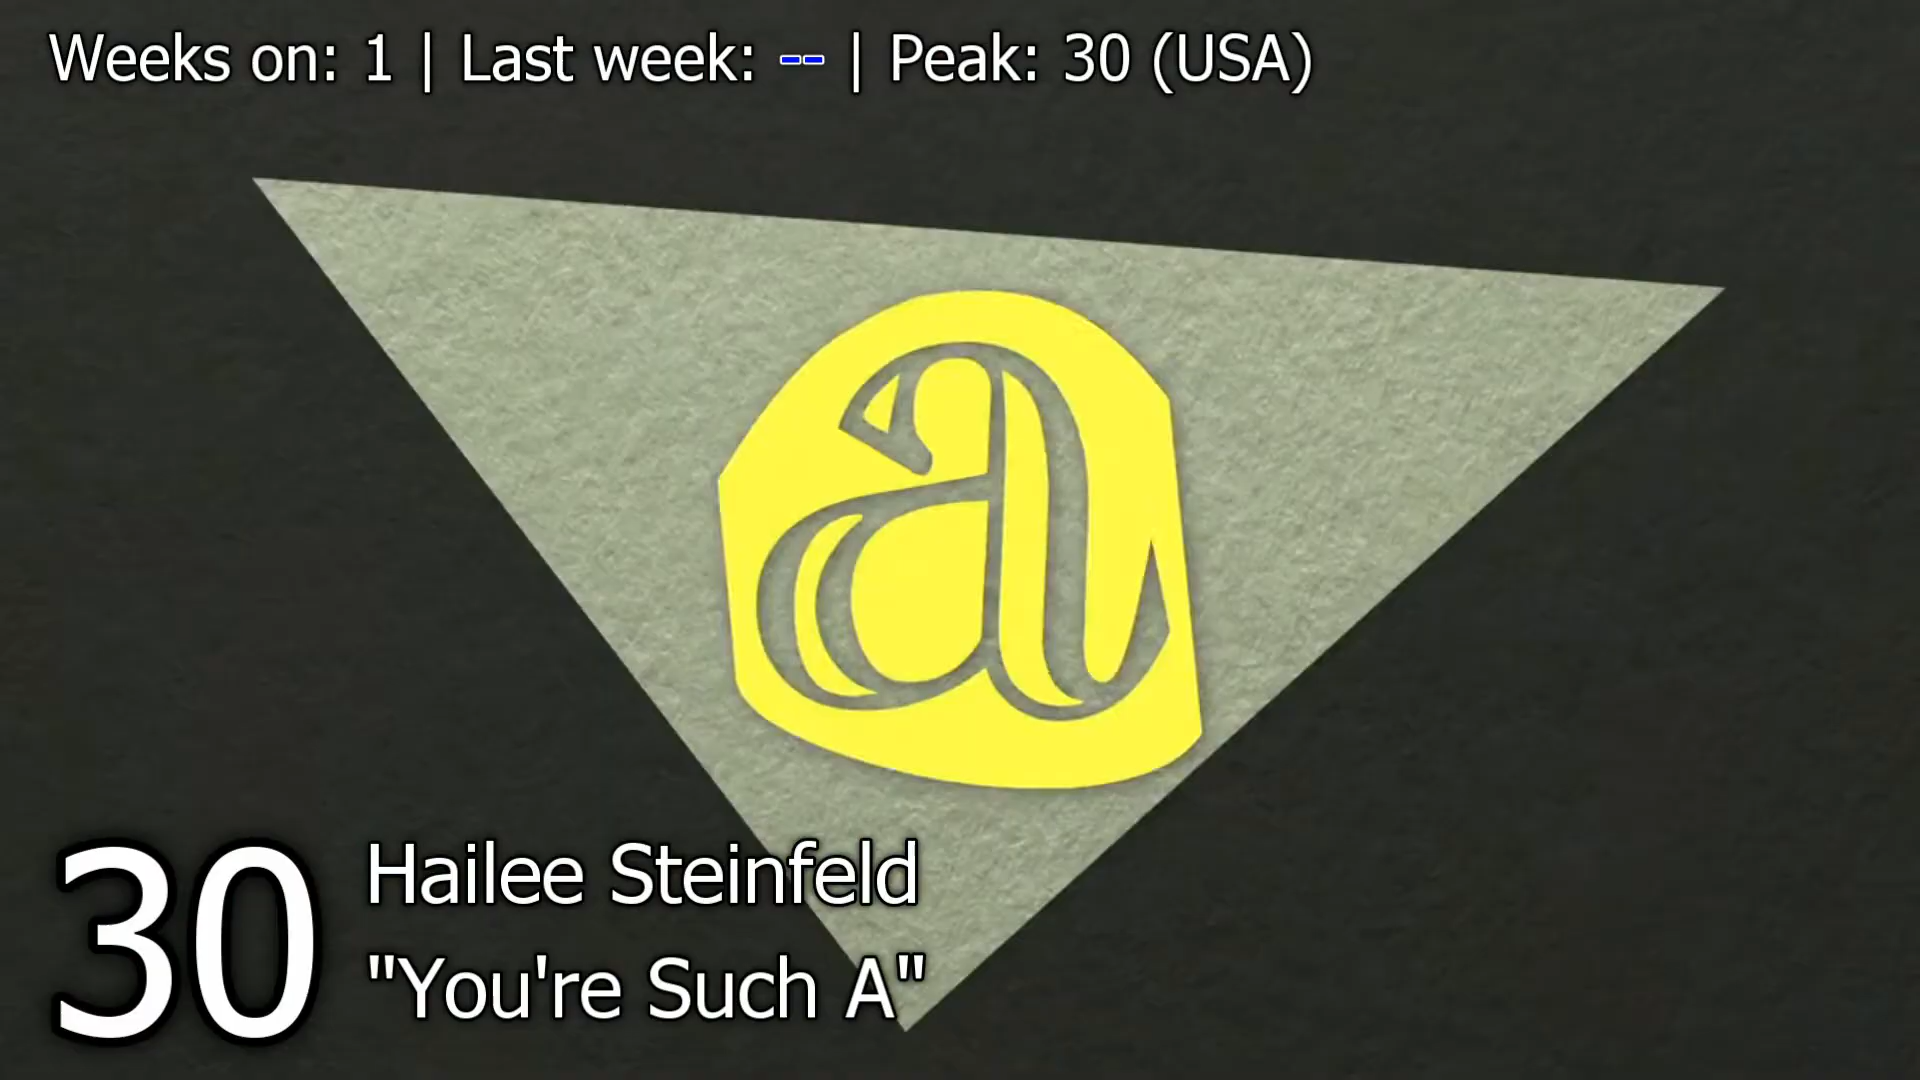 Weeks on: 1 | Last week: -- | Peak: 30 (USA)
a
30
Hailee Steinfeld
"You're Such A"